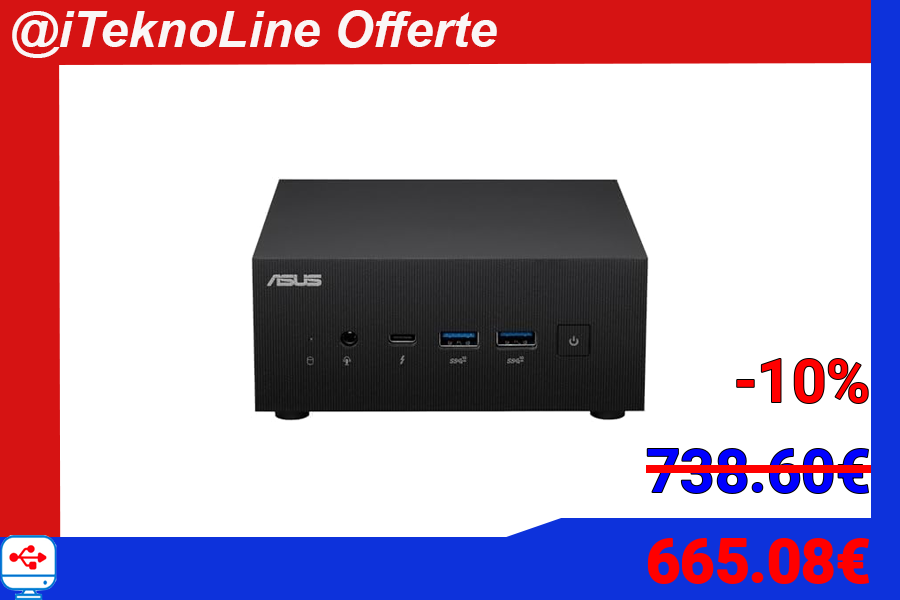 @iTeknoLine Offerte
ASUS
-10%
738.60€
665.08€